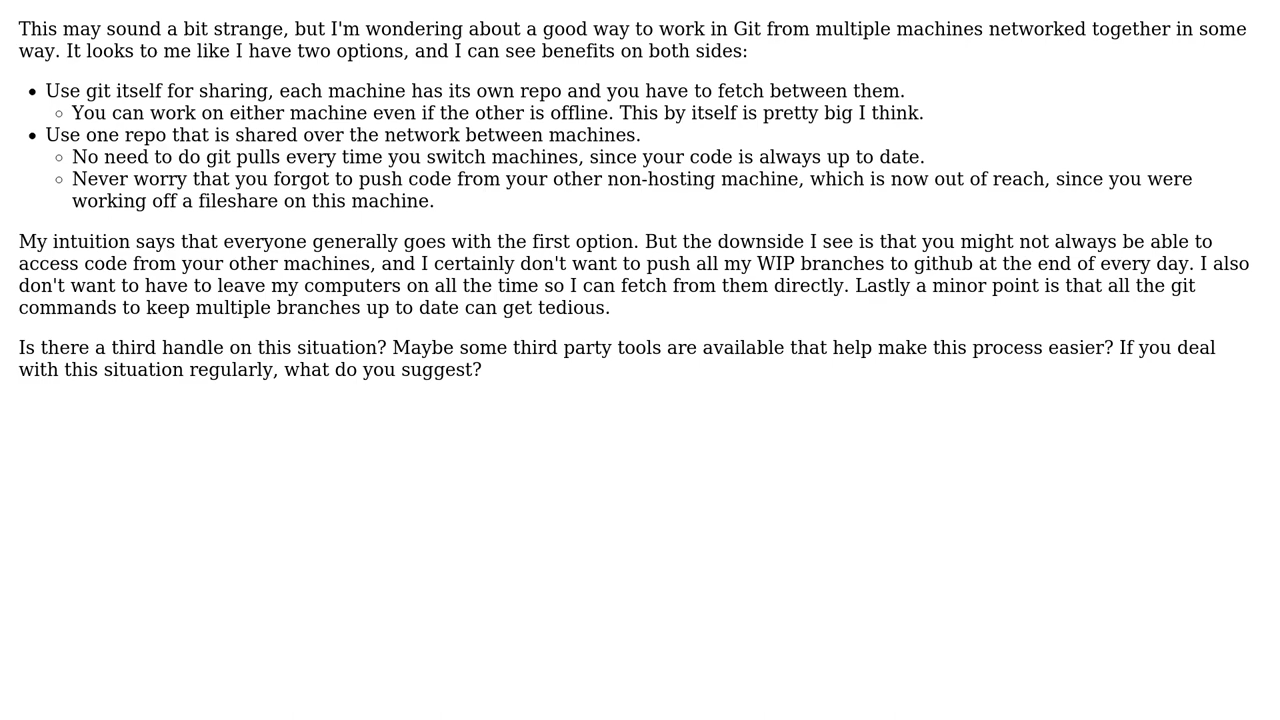 This may sound a bit strange, but I'm wondering about a good way to work in Git from multiple machines networked together in some
way. It looks to me like I have two options, and I can see benefits on both sides:
• Use git itself for sharing, each machine has its own repo and you have to fetch between them.
◦ You can work on either machine even if the other is offline. This by itself is pretty big I think.
• Use one repo that is shared over the network between machines.
◦ No need to do git pulls every time you switch machines, since your code is always up to date.
◦ Never worry that you forgot to push code from your other non-hosting machine, which is now out of reach, since you were
working off a fileshare on this machine.
My intuition says that everyone generally goes with the first option. But the downside I see is that you might not always be able to
access code from your other machines, and I certainly don't want to push all my WIP branches to github at the end of every day. I also
don't want to have to leave my computers on all the time so I can fetch from them directly. Lastly a minor point is that all the git
commands to keep multiple branches up to date can get tedious.
Is there a third handle on this situation? Maybe some third party tools are available that help make this process easier? If you deal
with this situation regularly, what do you suggest?